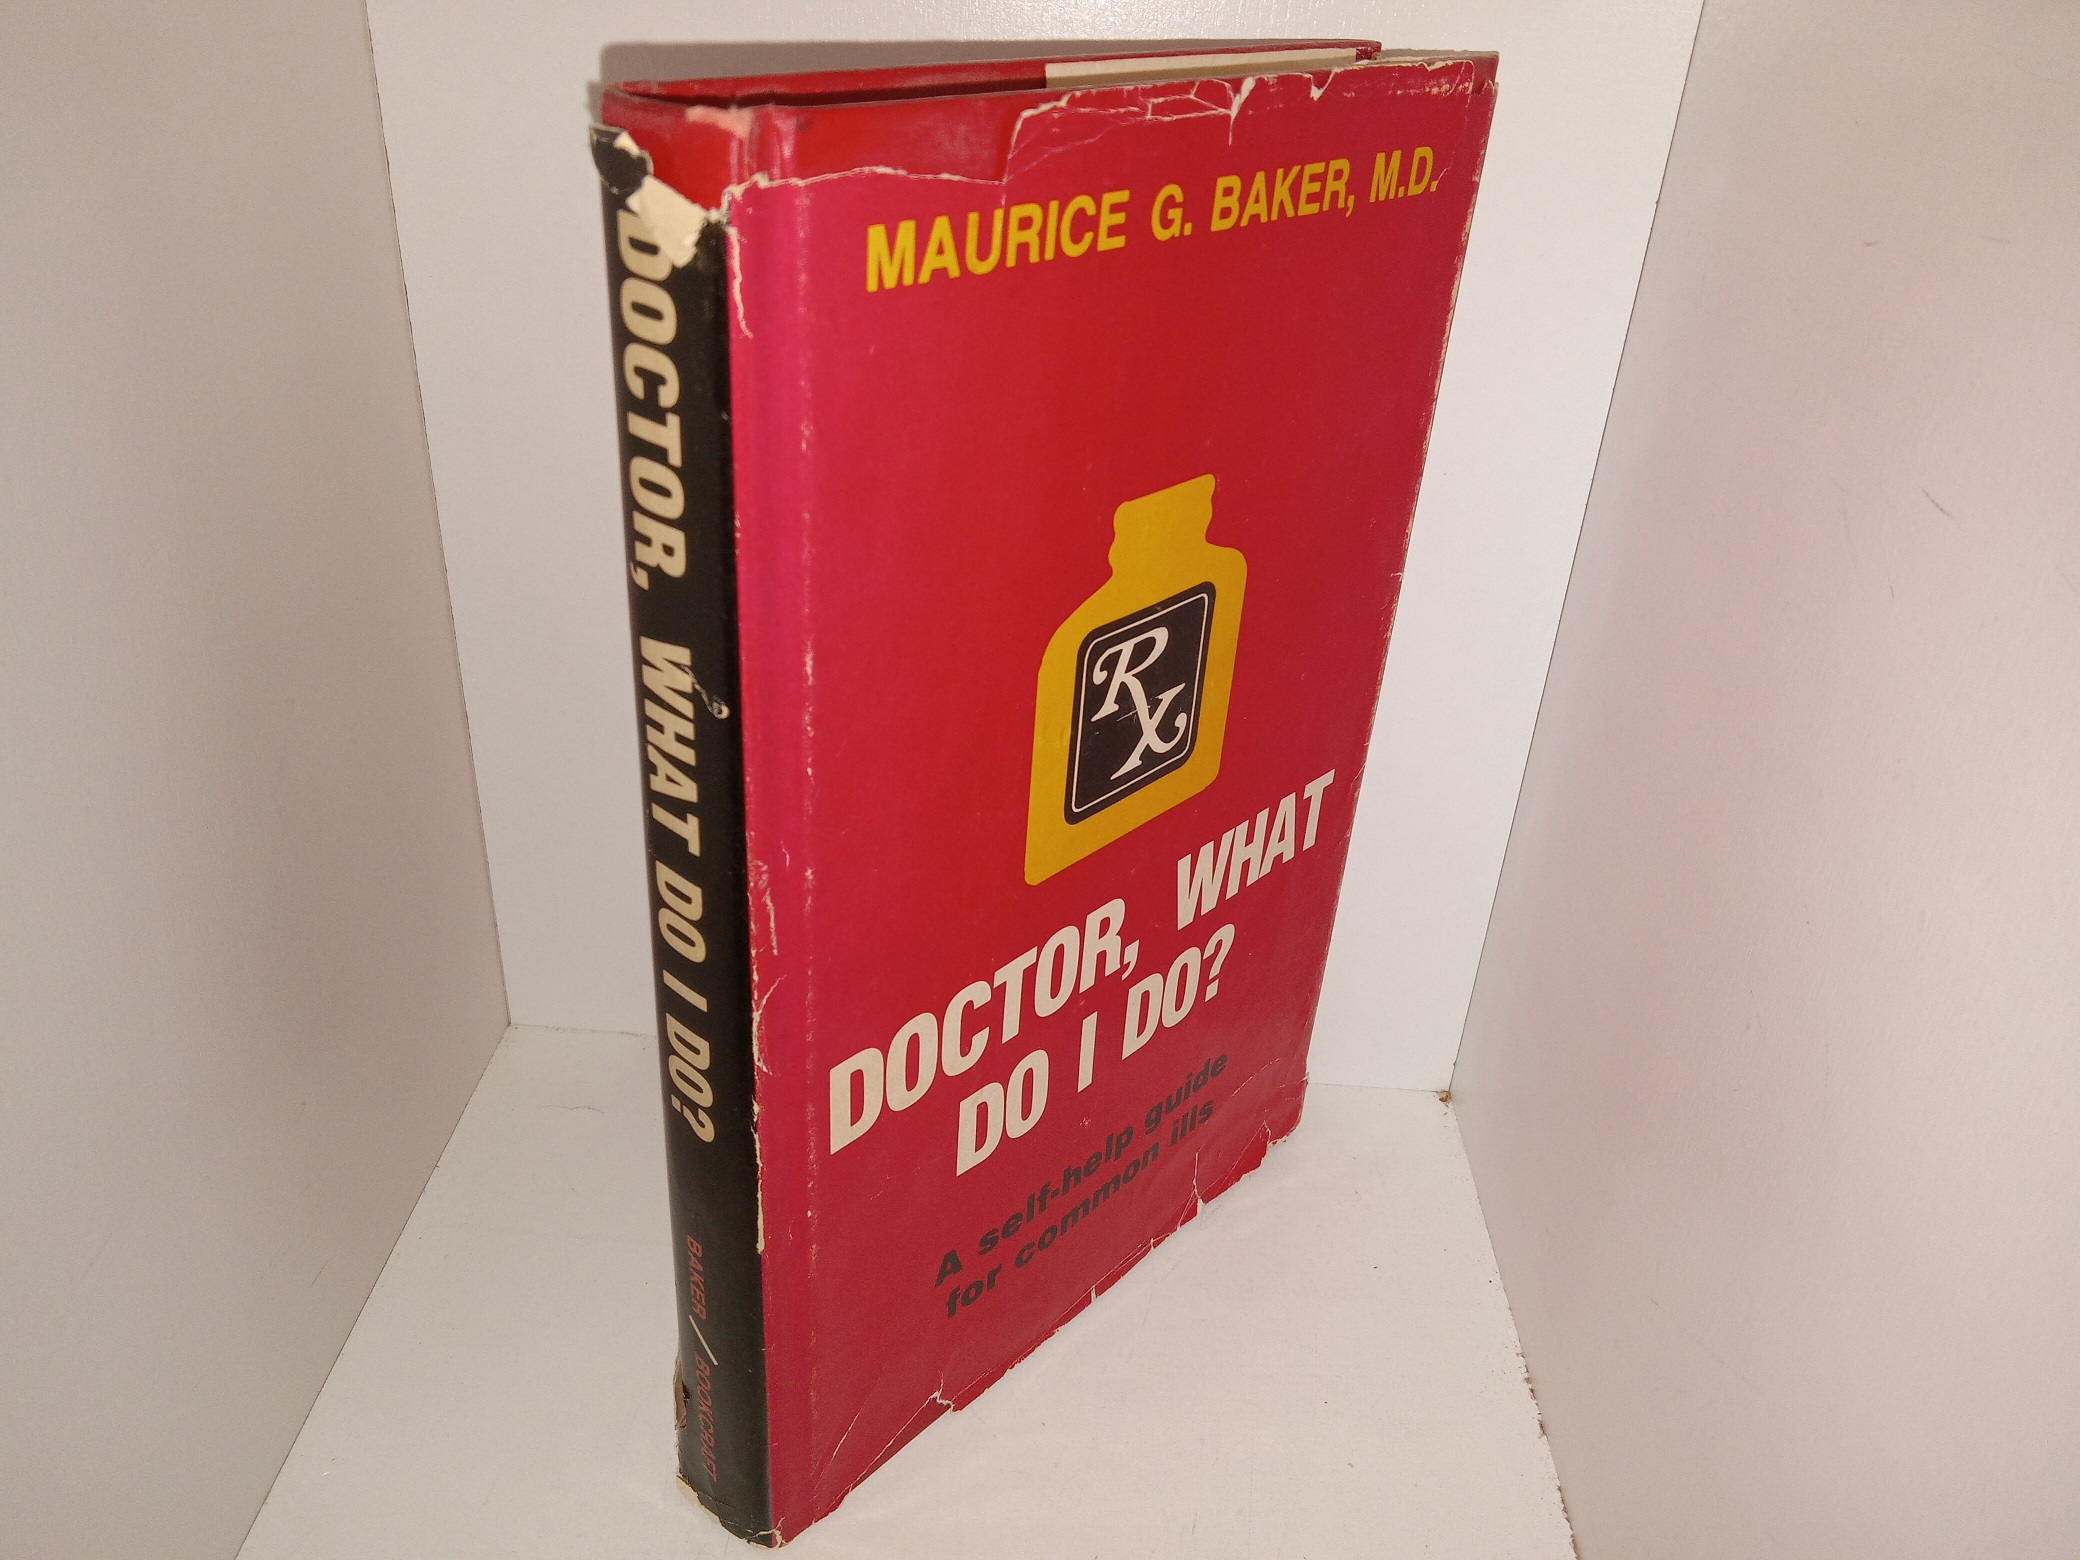 DOCTOR, WHAT DO I DO?
BAKER/BOOKCRAFT
MAURICE G. BAKER, M.D.
Rx
DOCTOR, WHAT
DO I DO?
A self-help guide
for common ills